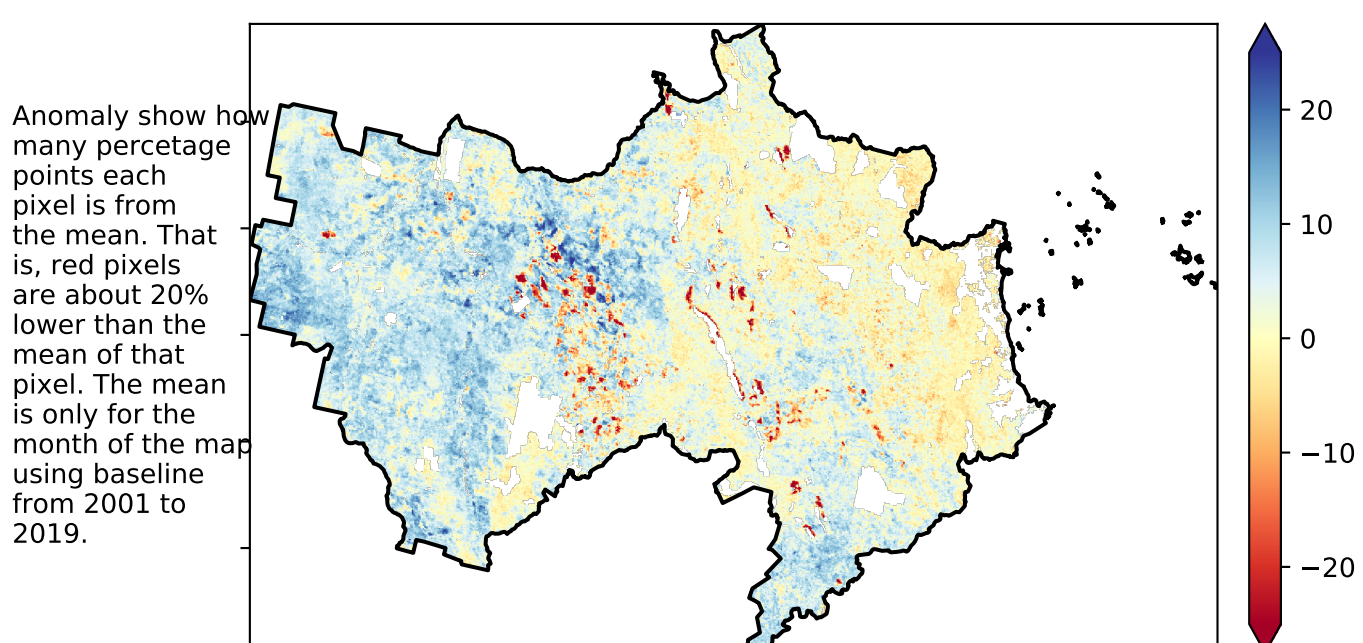 Anomaly show how
many percetage
points each
pixel is from
the mean. That
is, red pixels
are about 20%
lower than the
mean of that
pixel. The mean
is only for the
month of the map
using baseline
from 2001 to
2019.
20
10
0
−10
−20